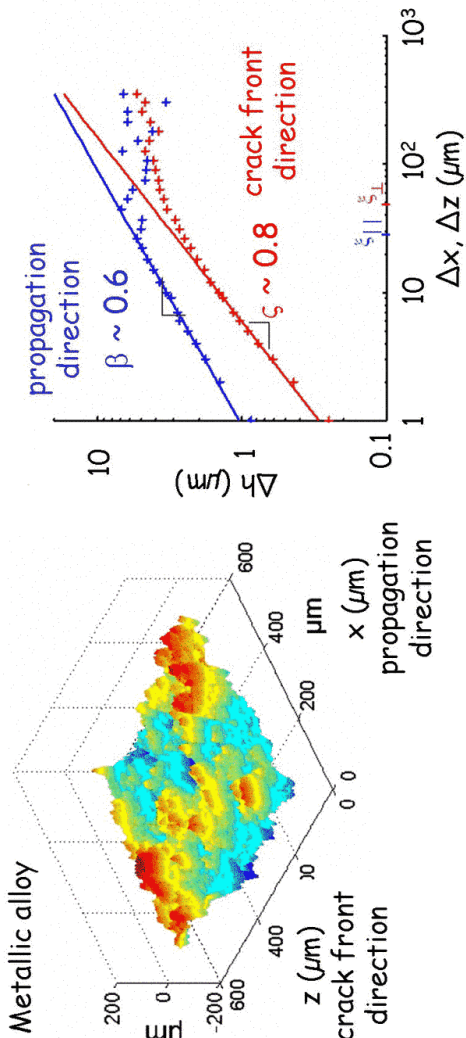 Metallic alloy
200
0
-200
μm
600
400
00
0
z (μm)
crack front
direction
0
200
400
600
μm
x (μm)
propagation
direction
propagation
direction
β ~ 0.6
crack front
direction
ζ ~ 0.8
10
1
0.1
Δh (μm)
1
10
10²
10³
ξ||
ξ⊥
Δx, Δz (μm)